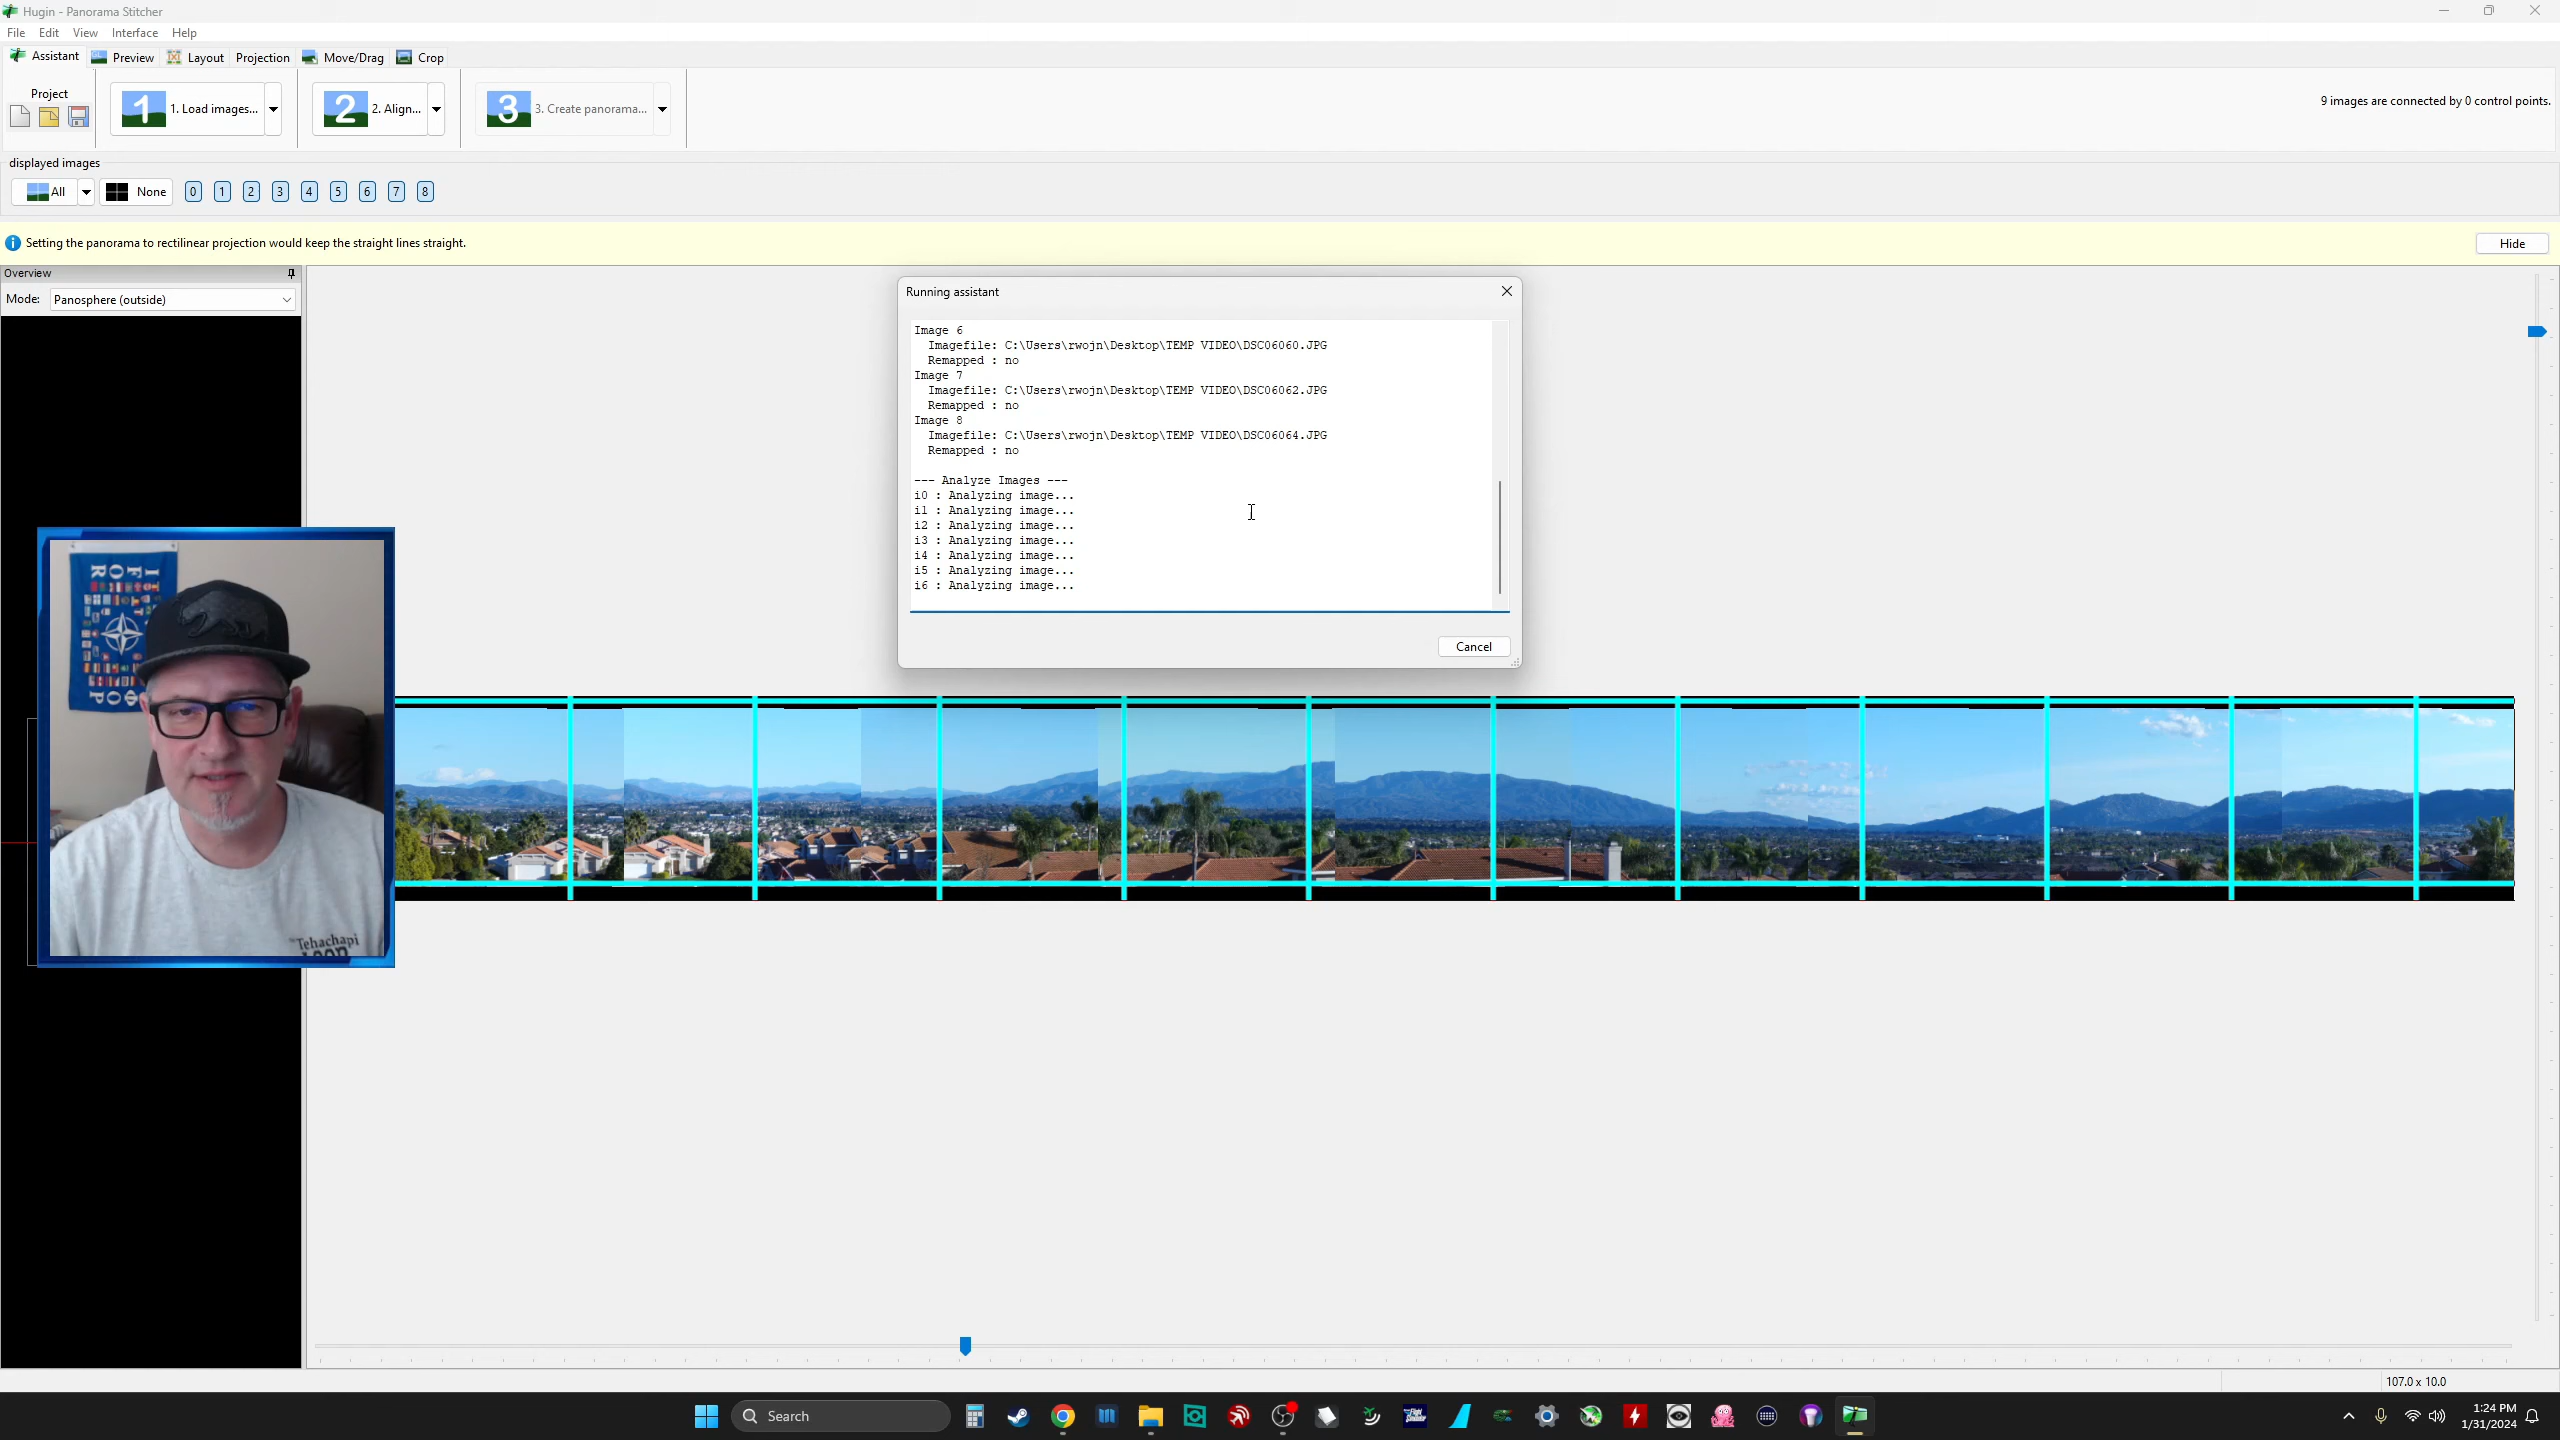 Hugin - Panorama Stitcher
File Edit View Interface Help
Assistant Preview Layout Projection Move/Drag Crop
Project
1 1. Load images...
2 2. Align...
3 3. Create panorama...
9 images are connected by 0 control points.
displayed images
All None 0 1 2 3 4 5 6 7 8
Setting the panorama to rectilinear projection would keep the straight lines straight.
Hide
Overview
Mode: Panosphere (outside)
Running assistant
Image 6
Imagefile: C:\Users\rwojn\Desktop\TEMP VIDEO\DSC06060.JPG
Remapped : no
Image 7
Imagefile: C:\Users\rwojn\Desktop\TEMP VIDEO\DSC06062.JPG
Remapped : no
Image 8
Imagefile: C:\Users\rwojn\Desktop\TEMP VIDEO\DSC06064.JPG
Remapped : no
--- Analyze Images ---
i0 : Analyzing image...
i1 : Analyzing image...
i2 : Analyzing image...
i3 : Analyzing image...
i4 : Analyzing image...
i5 : Analyzing image...
i6 : Analyzing image...
Cancel
Tehachapi
107.0 x 10.0
Search
1:24 PM
1/31/2024